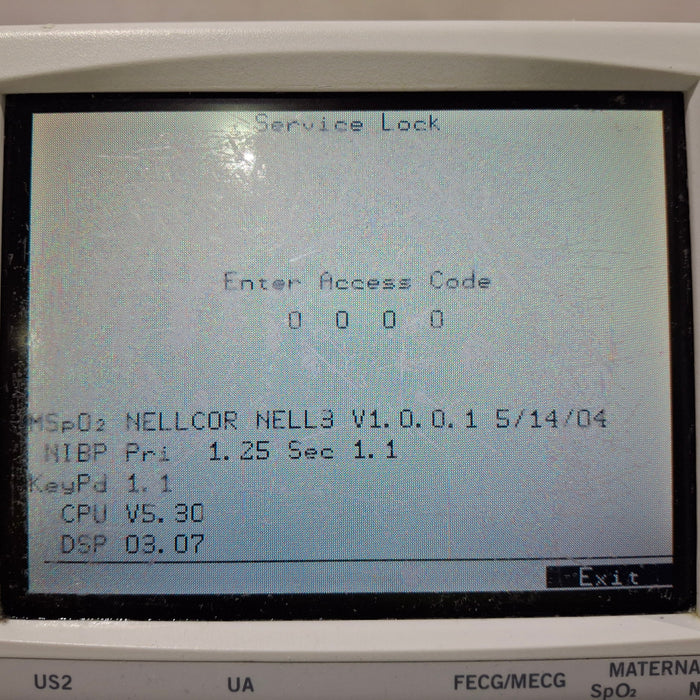 Service Lock
Enter Access Code
0 0 0 0
MSpO₂ NELLCOR NELL3 V1.0.0.1 5/14/04
NIBP Pri 1.25 Sec 1.1
KeyPd 1.1
CPU V5.30
DSP 03.07
Exit
US2 UA FECG/MECG MATERNA
SpO₂ N